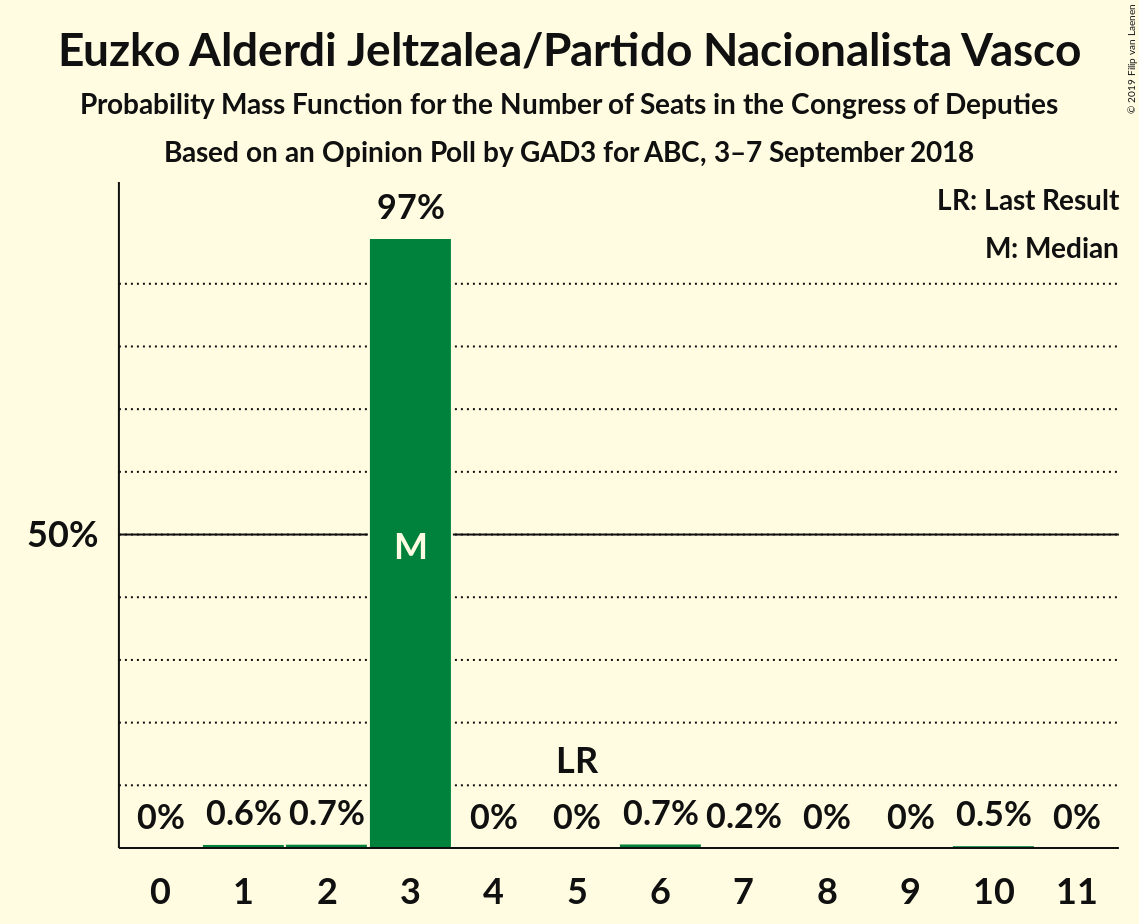 Euzko Alderdi Jeltzalea/Partido Nacionalista Vasco
Probability Mass Function for the Number of Seats in the Congress of Deputies
Based on an Opinion Poll by GAD3 for ABC, 3–7 September 2018
© 2019 Filip van Laenen
LR: Last Result
M: Median
97%
50%
M
LR
0% 0.6% 0.7% 0% 0% 0.7% 0.2% 0% 0% 0.5% 0%
0 1 2 3 4 5 6 7 8 9 10 11